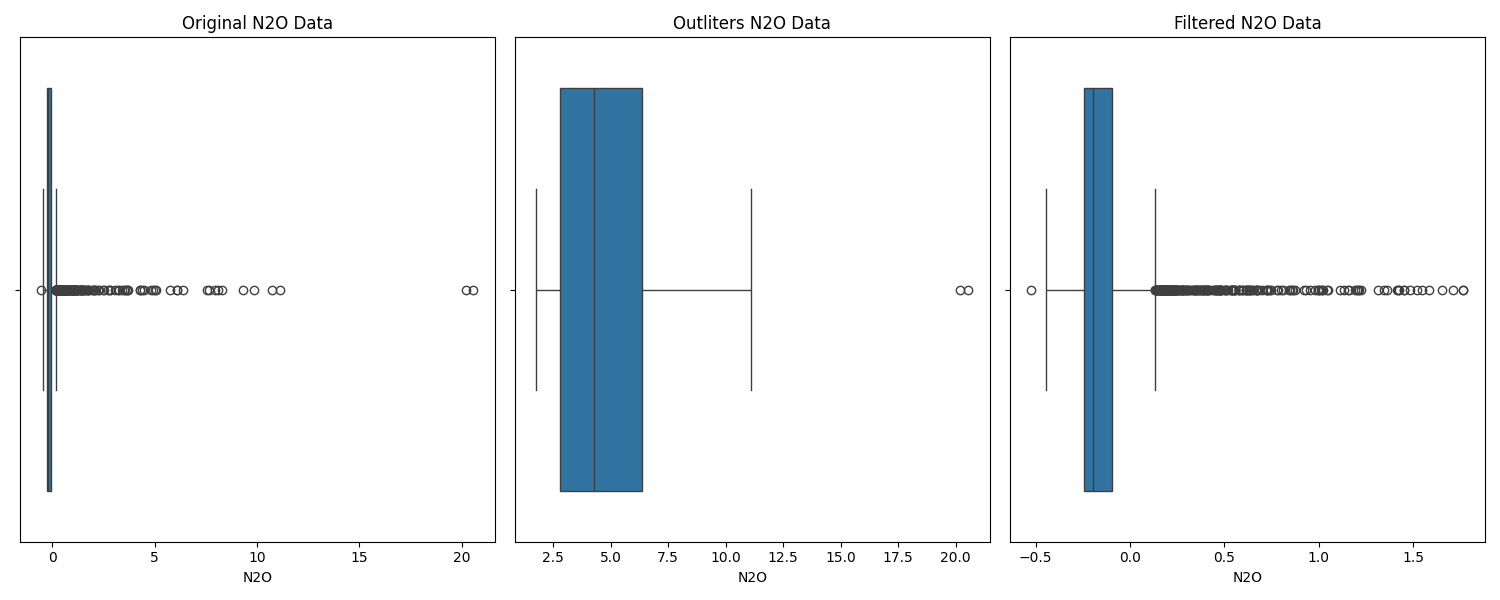 Original N2O Data
Outliters N2O Data
Filtered N2O Data
0 5 10 15 20
2.5 5.0 7.5 10.0 12.5 15.0 17.5 20.0
−0.5 0.0 0.5 1.0 1.5
N2O
N2O
N2O